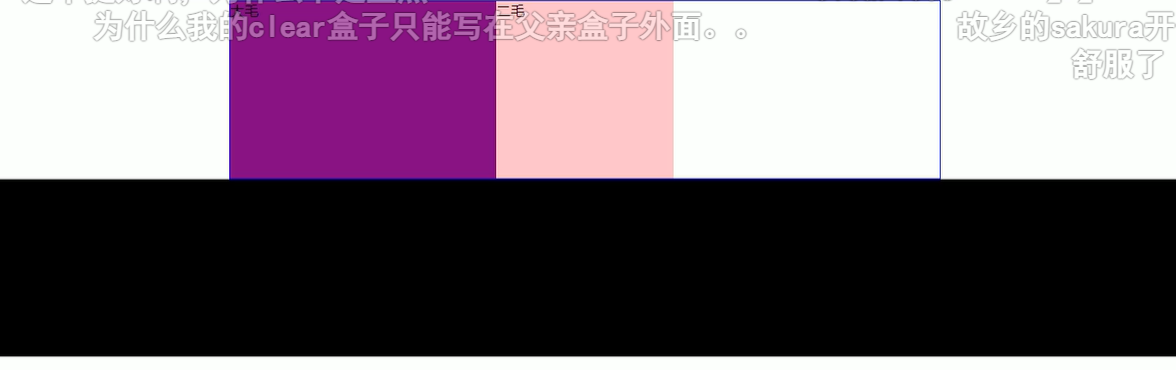 大毛
二毛
为什么我的clear盒子只能写在父亲盒子外面。。
故乡的sakura开
舒服了